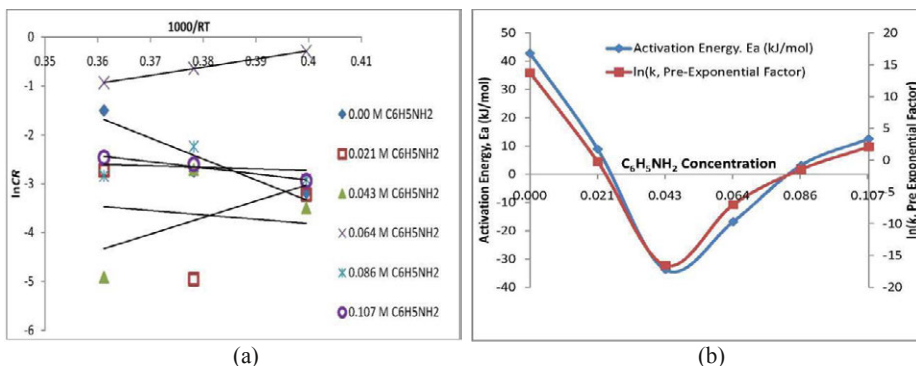 1000/RT
0
0.35
0.36
0.37
0.38
0.39
0.4
0.41
-1
-2
-3
-4
-5
-6
lnCR
0.00 M C6H5NH2
0.021 M C6H5NH2
0.043 M C6H5NH2
0.064 M C6H5NH2
0.086 M C6H5NH2
0.107 M C6H5NH2
(a)
50
40
30
20
10
0
-10
-20
-30
-40
Activation Energy, Ea (kJ/mol)
Activation Energy. Ea (kJ/mol)
ln(k, Pre-Exponential Factor)
C₆H₅NH₂ Concentration
0.000
0.021
0.043
0.064
0.086
0.107
20
15
10
5
0
-5
-10
-15
-20
ln(k, Pre Exponential Factor)
(b)